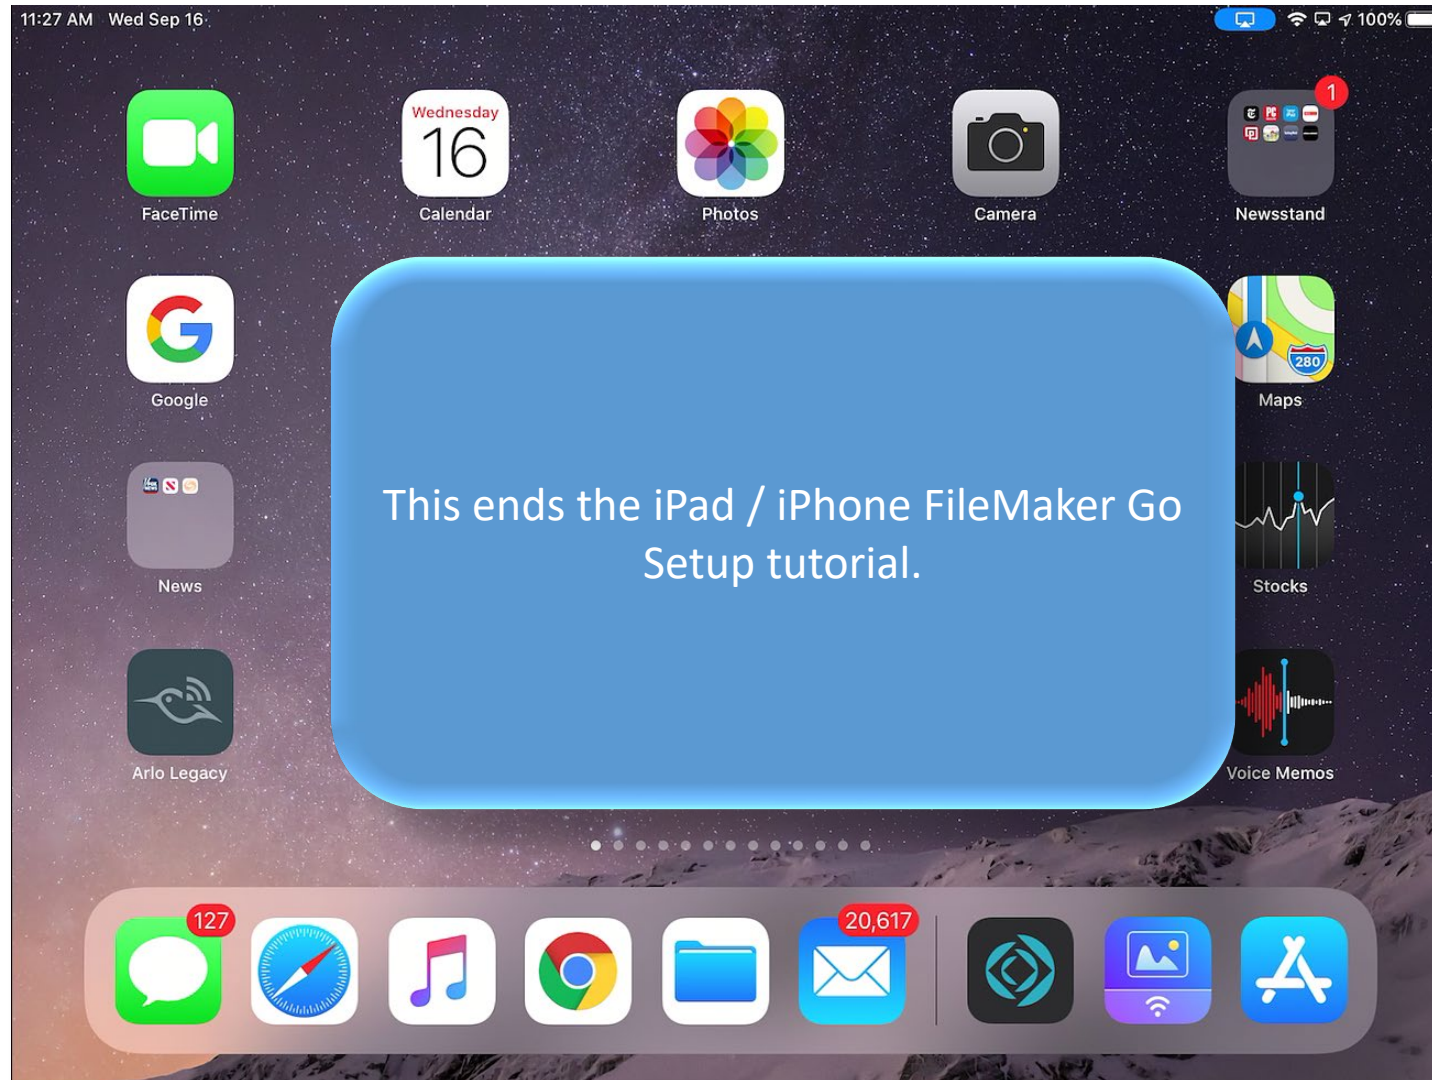 11:27 AM Wed Sep 16
100%
Wednesday
16
1
FaceTime
Calendar
Photos
Camera
Newsstand
280
Google
Maps
This ends the iPad / iPhone FileMaker Go
Setup tutorial.
News
Stocks
Arlo Legacy
Voice Memos
127
20,617